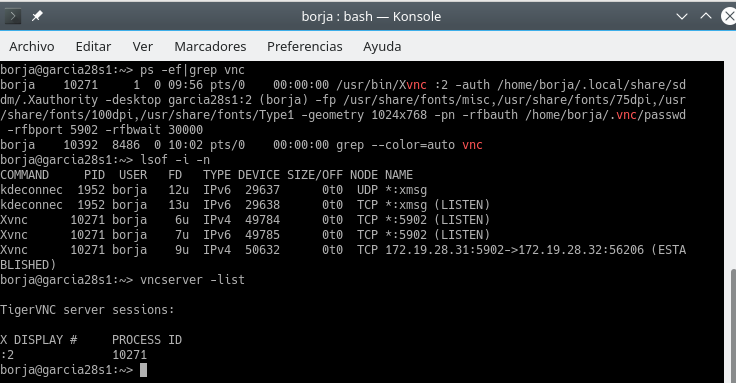 borja : bash — Konsole
Archivo Editar Ver Marcadores Preferencias Ayuda
borja@garcia28s1:~> ps -ef|grep vnc
borja    10271     1  0 09:56 pts/0    00:00:00 /usr/bin/Xvnc :2 -auth /home/borja/.local/share/sd
dm/.Xauthority -desktop garcia28s1:2 (borja) -fp /usr/share/fonts/misc,/usr/share/fonts/75dpi,/usr
/share/fonts/100dpi,/usr/share/fonts/Type1 -geometry 1024x768 -pn -rfbauth /home/borja/.vnc/passwd
 -rfbport 5902 -rfbwait 30000
borja    10392  8486  0 10:02 pts/0    00:00:00 grep --color=auto vnc
borja@garcia28s1:~> lsof -i -n
COMMAND     PID  USER   FD   TYPE DEVICE SIZE/OFF NODE NAME
kdeconnec  1952 borja   12u  IPv6  29637      0t0  UDP *:xmsg
kdeconnec  1952 borja   13u  IPv6  29638      0t0  TCP *:xmsg (LISTEN)
Xvnc      10271 borja    6u  IPv4  49784      0t0  TCP *:5902 (LISTEN)
Xvnc      10271 borja    7u  IPv6  49785      0t0  TCP *:5902 (LISTEN)
Xvnc      10271 borja    9u  IPv4  50632      0t0  TCP 172.19.28.31:5902->172.19.28.32:56206 (ESTA
BLISHED)
borja@garcia28s1:~> vncserver -list
TigerVNC server sessions:
X DISPLAY #     PROCESS ID
:2              10271
borja@garcia28s1:~>